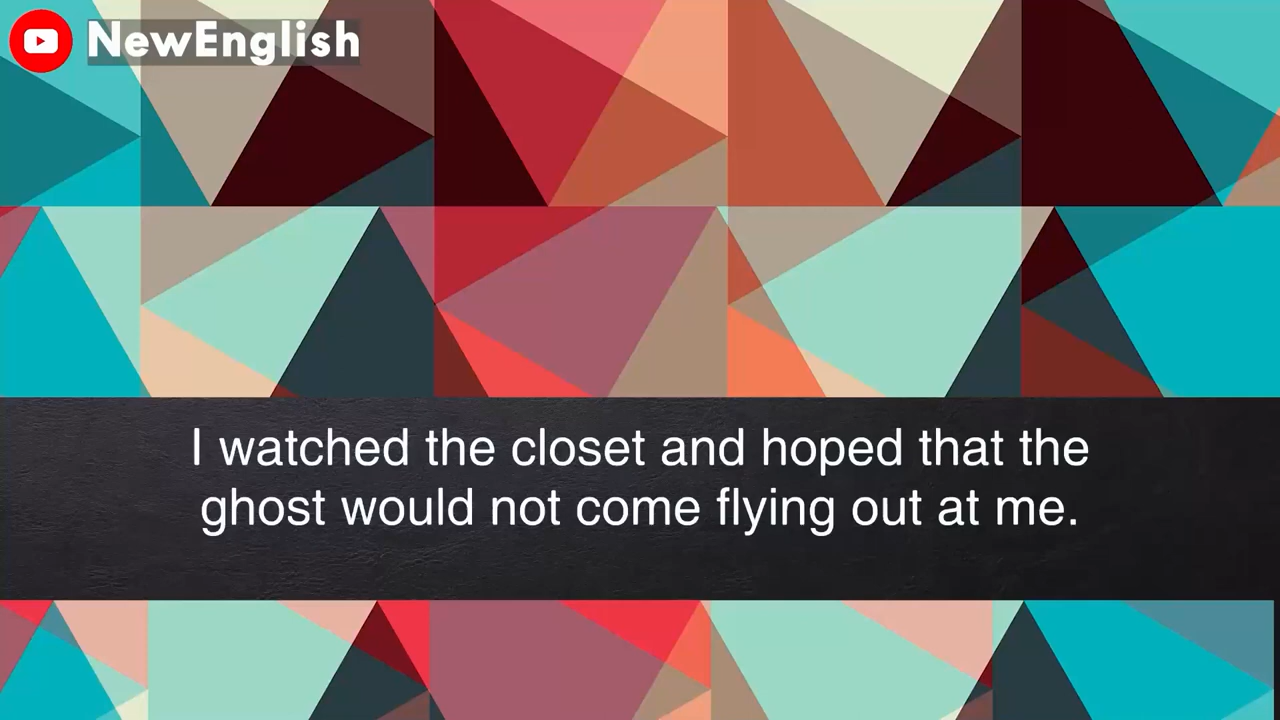 NewEnglish
I watched the closet and hoped that the
ghost would not come flying out at me.